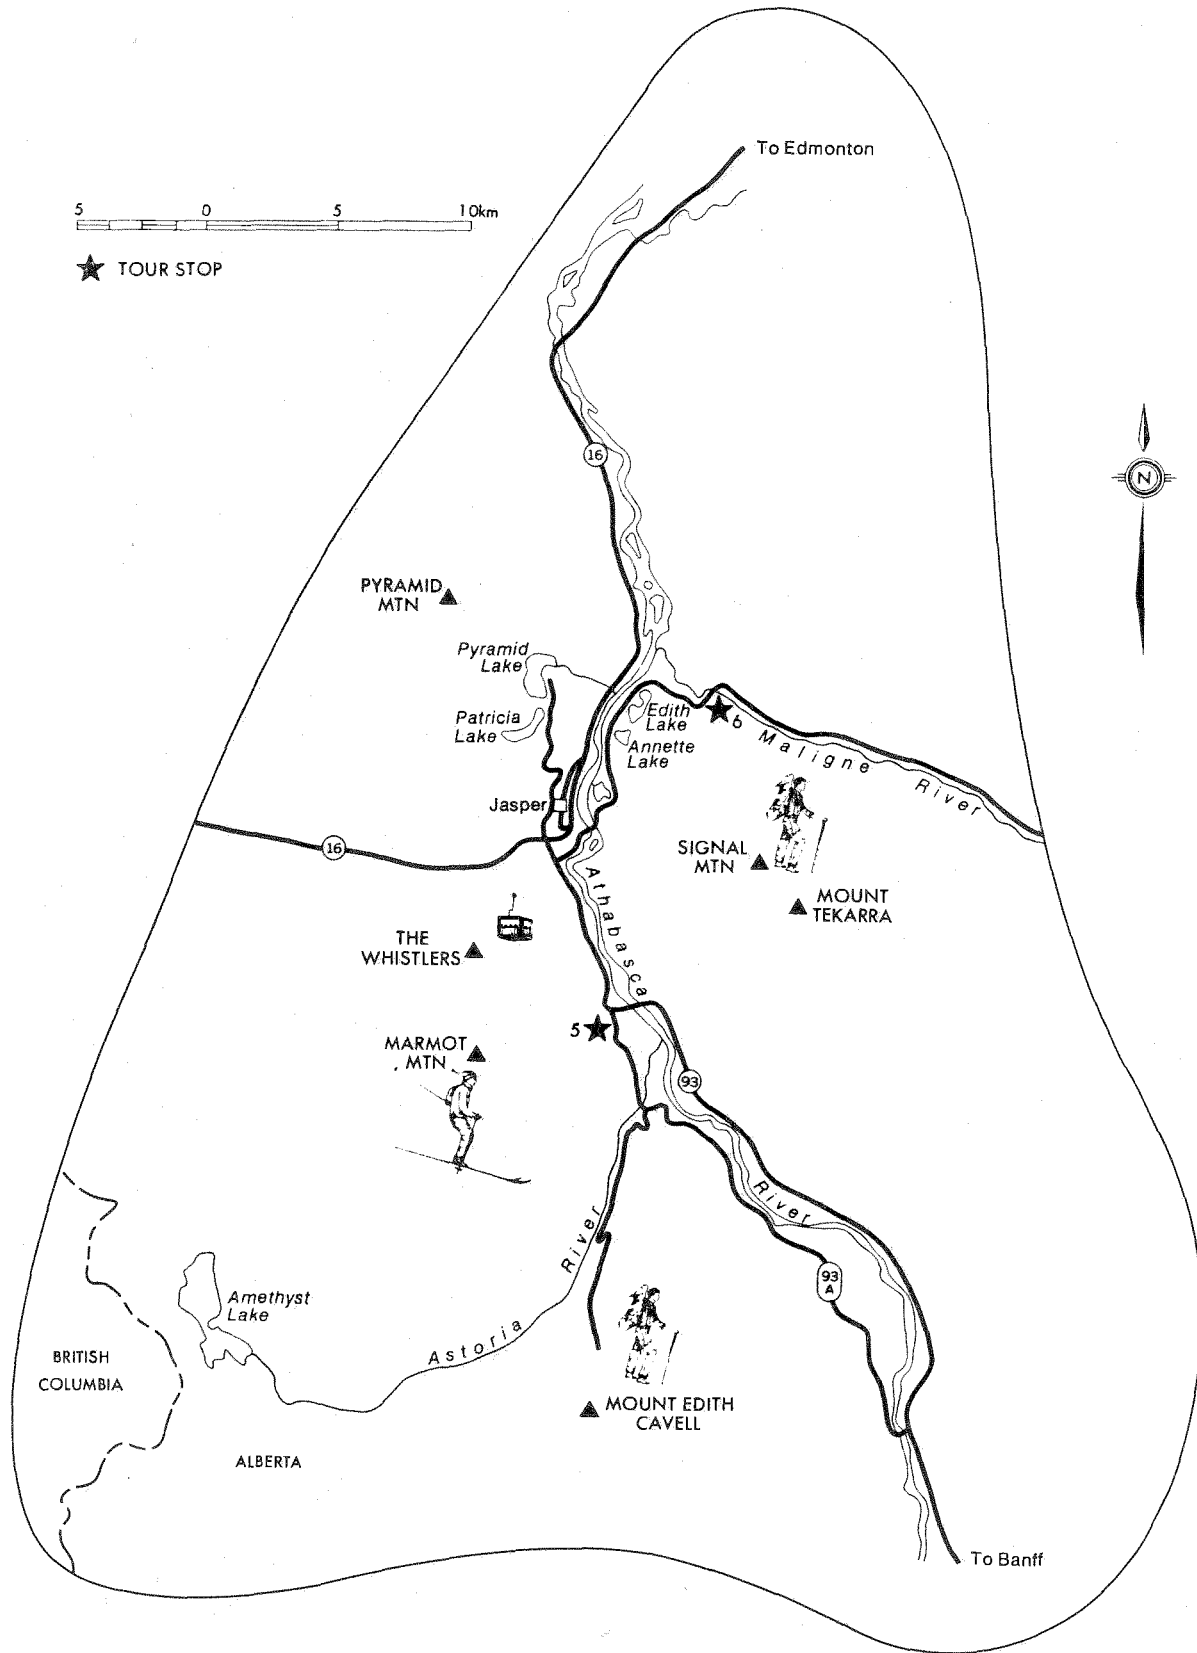 To Edmonton
5 0 5 10km
TOUR STOP
N
16
PYRAMID
MTN
Pyramid
Lake
Patricia
Lake
Edith
Lake
6
Annette
Lake
Maligne River
Jasper
16
SIGNAL
MTN
MOUNT
TEKARRA
Athabasca River
THE
WHISTLERS
5
MARMOT
MTN
93
93
A
Amethyst
Lake
Astoria River
BRITISH
COLUMBIA
MOUNT EDITH
CAVELL
ALBERTA
To Banff